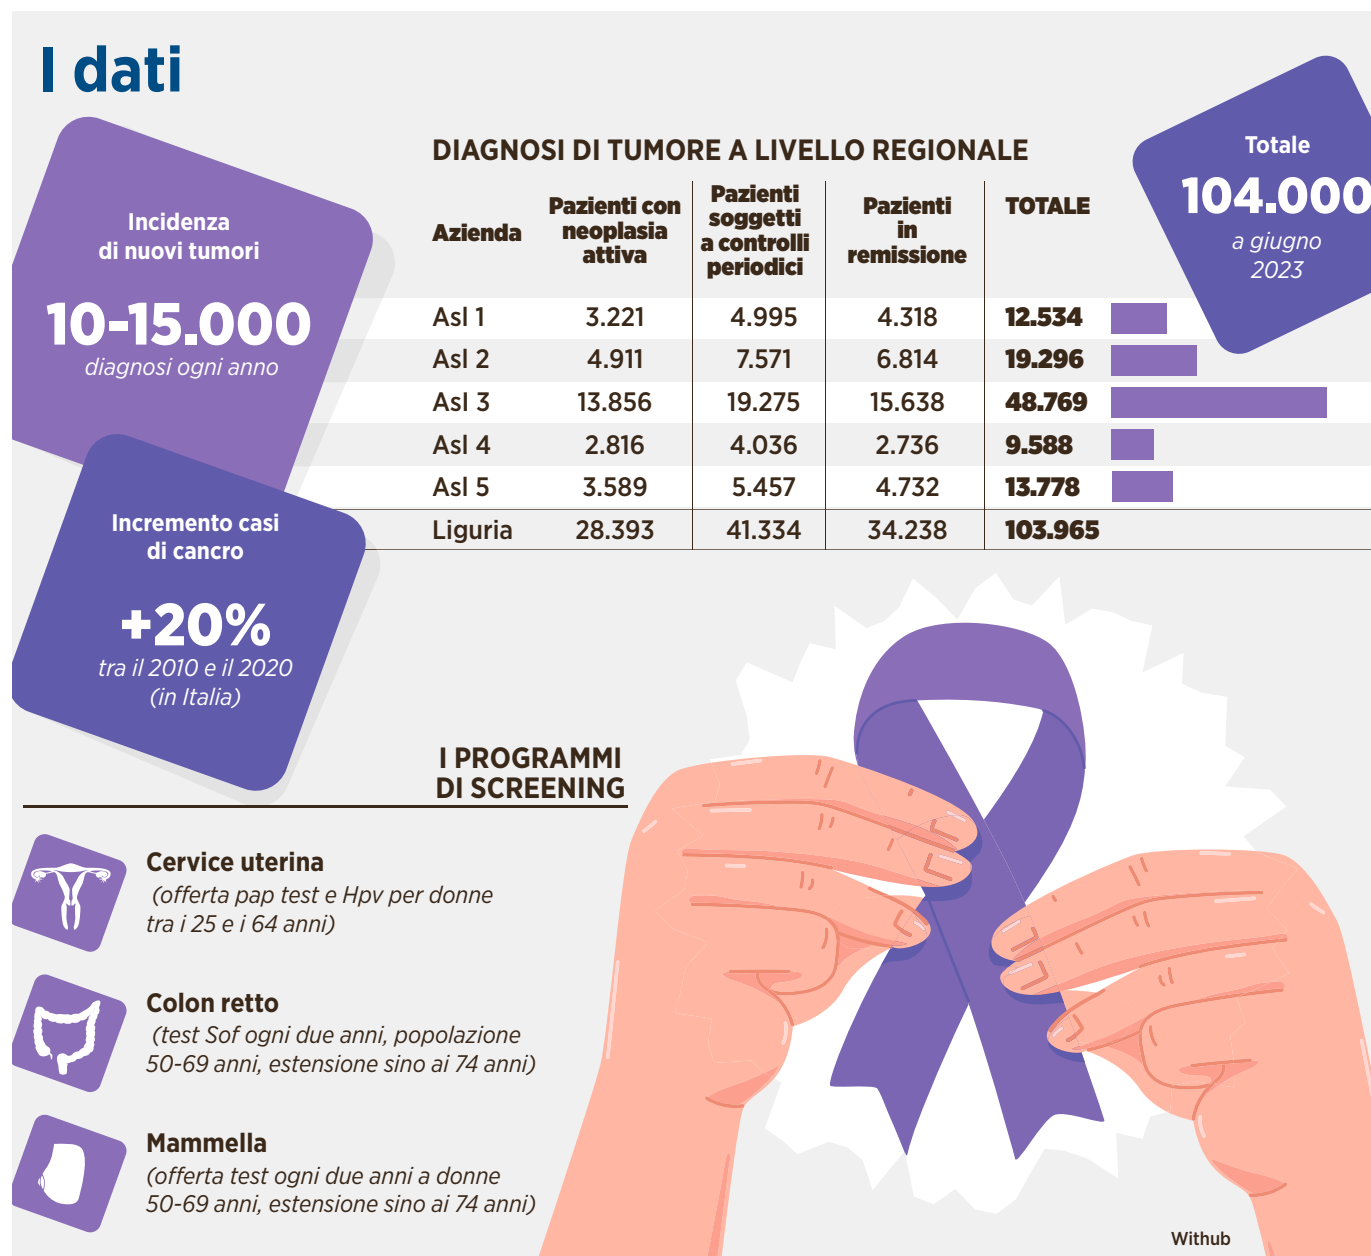 I dati
Incidenza
di nuovi tumori
10-15.000
diagnosi ogni anno
Incremento casi
di cancro
+20%
tra il 2010 e il 2020
(in Italia)
DIAGNOSI DI TUMORE A LIVELLO REGIONALE
Azienda
Pazienti con
neoplasia
attiva
Pazienti
soggetti
a controlli
periodici
Pazienti
in
remissione
TOTALE
Asl 1 3.221 4.995 4.318 12.534
Asl 2 4.911 7.571 6.814 19.296
Asl 3 13.856 19.275 15.638 48.769
Asl 4 2.816 4.036 2.736 9.588
Asl 5 3.589 5.457 4.732 13.778
Liguria 28.393 41.334 34.238 103.965
Totale
104.000
a giugno
2023
I PROGRAMMI
DI SCREENING
Cervice uterina
(offerta pap test e Hpv per donne
tra i 25 e i 64 anni)
Colon retto
(test Sof ogni due anni, popolazione
50-69 anni, estensione sino ai 74 anni)
Mammella
(offerta test ogni due anni a donne
50-69 anni, estensione sino ai 74 anni)
Withub